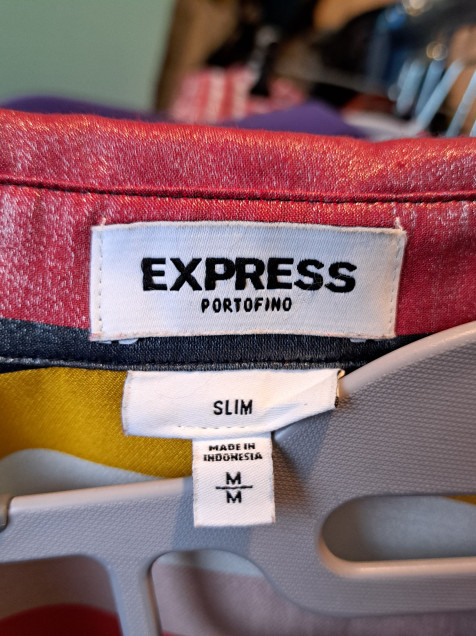 EXPRESS
PORTOFINO
SLIM
MADE IN
INDONESIA
M
M